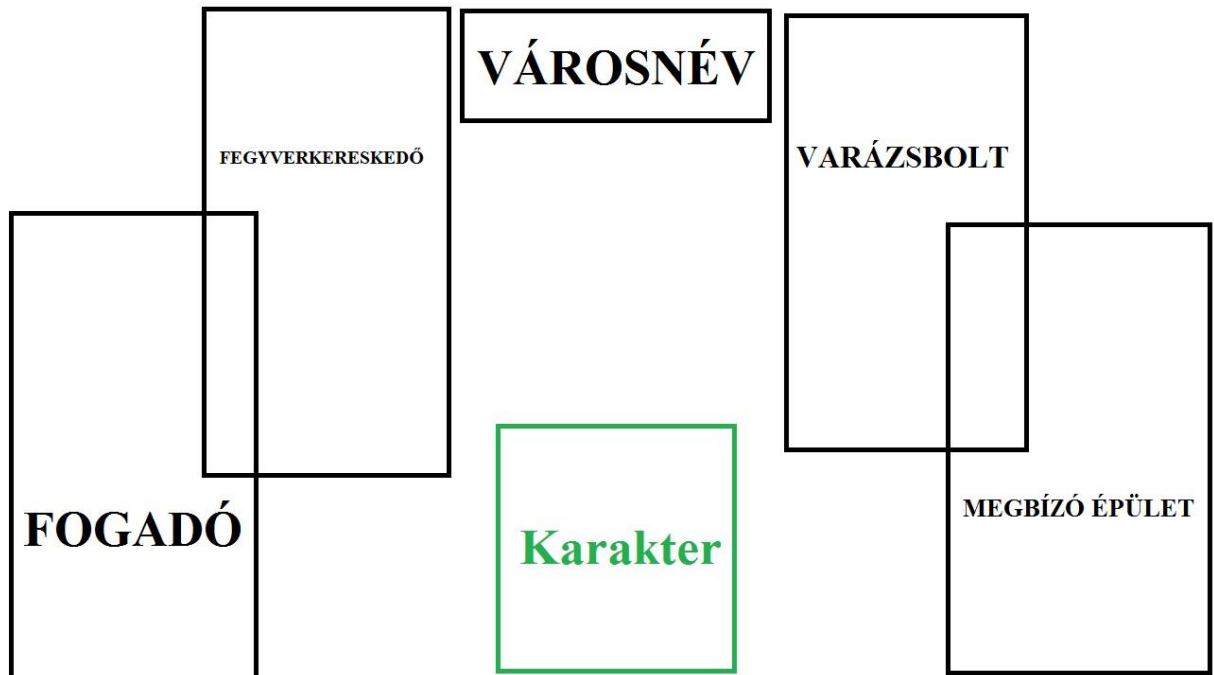 VÁROSNÉV
FEGYVERKERESKEDŐ
VARÁZSBOLT
FOGADÓ
Karakter
MEGBÍZÓ ÉPÜLET